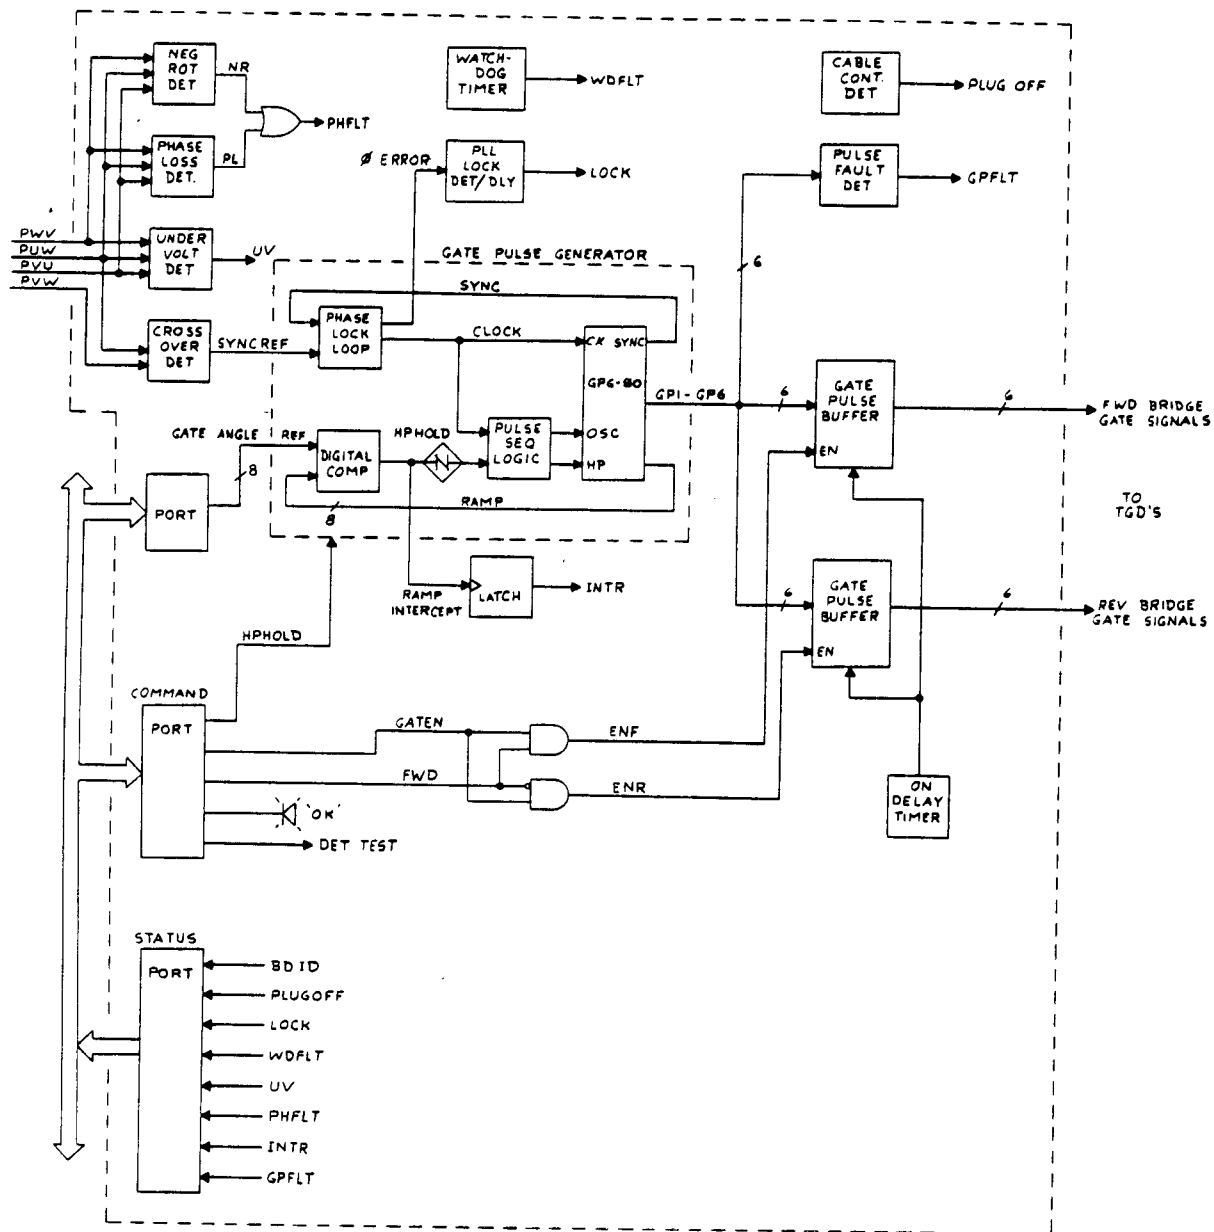 NEG
ROT
DET
NR
PHASE
LOSS
DET.
PL
PHFLT
WATCH-
DOG
TIMER
WDFLT
CABLE
CONT.
DET
PLUG OFF
Ø ERROR
PLL
LOCK
DET/DLY
LOCK
PULSE
FAULT
DET
GPFLT
PWV
PUW
PVU
PVW
UNDER
VOLT
DET
UV
GATE PULSE GENERATOR
6
SYNC
CROSS
OVER
DET
SYNCREF
PHASE
LOCK
LOOP
CLOCK
CK SYNC
GP6-80
OSC
HP
GP1-GP6
6
GATE
PULSE
BUFFER
EN
6
FWD BRIDGE
GATE SIGNALS
GATE ANGLE REF
8
DIGITAL
COMP
HPHOLD
N
PULSE
SEQ
LOGIC
RAMP
8
PORT
TO
TGD'S
RAMP
INTERCEPT
LATCH
INTR
6
GATE
PULSE
BUFFER
EN
6
REV BRIDGE
GATE SIGNALS
HPHOLD
COMMAND
PORT
GATEN
ENF
FWD
ENR
'OK'
DET TEST
ON
DELAY
TIMER
STATUS
PORT
BDID
PLUGOFF
LOCK
WDFLT
UV
PHFLT
INTR
GPFLT